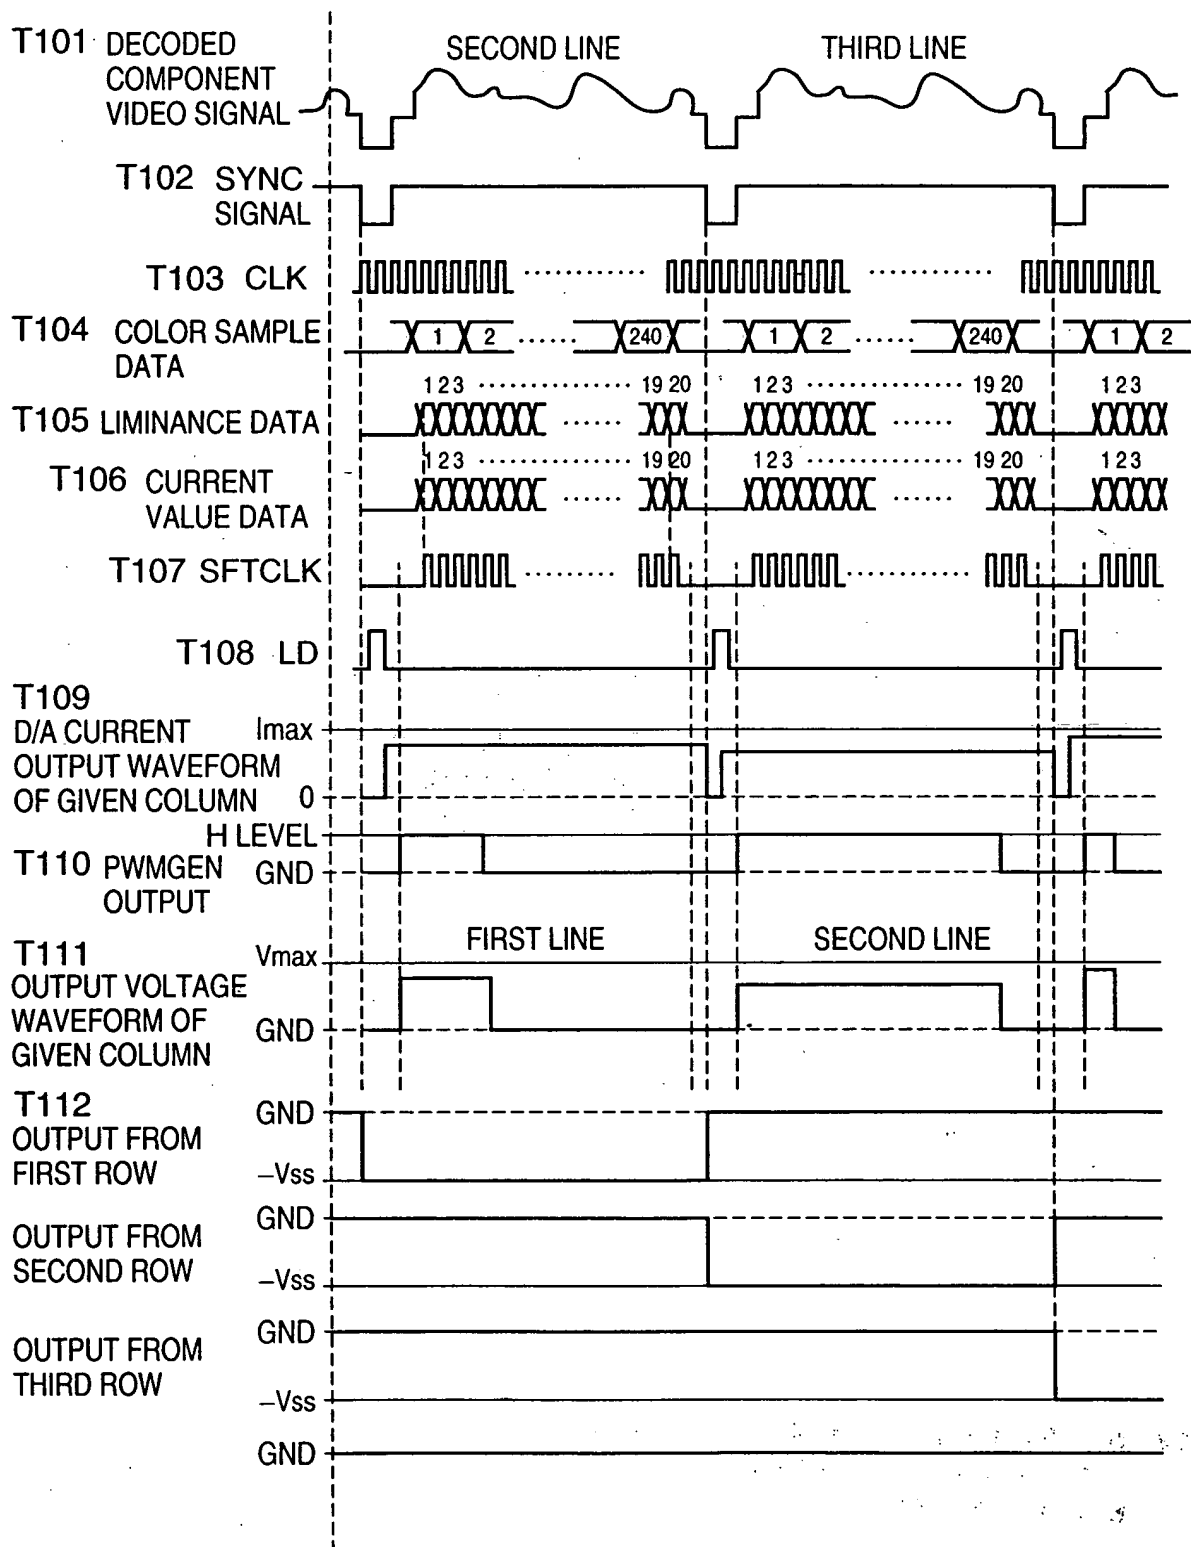 T101 DECODED
COMPONENT
VIDEO SIGNAL
SECOND LINE THIRD LINE
T102 SYNC
SIGNAL
T103 CLK
T104 COLOR SAMPLE
DATA
1 2 ...... 240 1 2 ...... 240 1 2
1 2 3 ................. 19 20 1 2 3 ................. 19 20 1 2 3
T105 LIMINANCE DATA
1 2 3 ................. 19 20 1 2 3 ................. 19 20 1 2 3
T106 CURRENT
VALUE DATA
T107 SFTCLK
T108 LD
T109
D/A CURRENT
OUTPUT WAVEFORM
OF GIVEN COLUMN
Imax
0
H LEVEL
T110 PWMGEN
OUTPUT
GND
FIRST LINE SECOND LINE
T111
OUTPUT VOLTAGE
WAVEFORM OF
GIVEN COLUMN
Vmax
GND
T112
OUTPUT FROM
FIRST ROW
GND
–Vss
OUTPUT FROM
SECOND ROW
GND
–Vss
OUTPUT FROM
THIRD ROW
GND
–Vss
GND